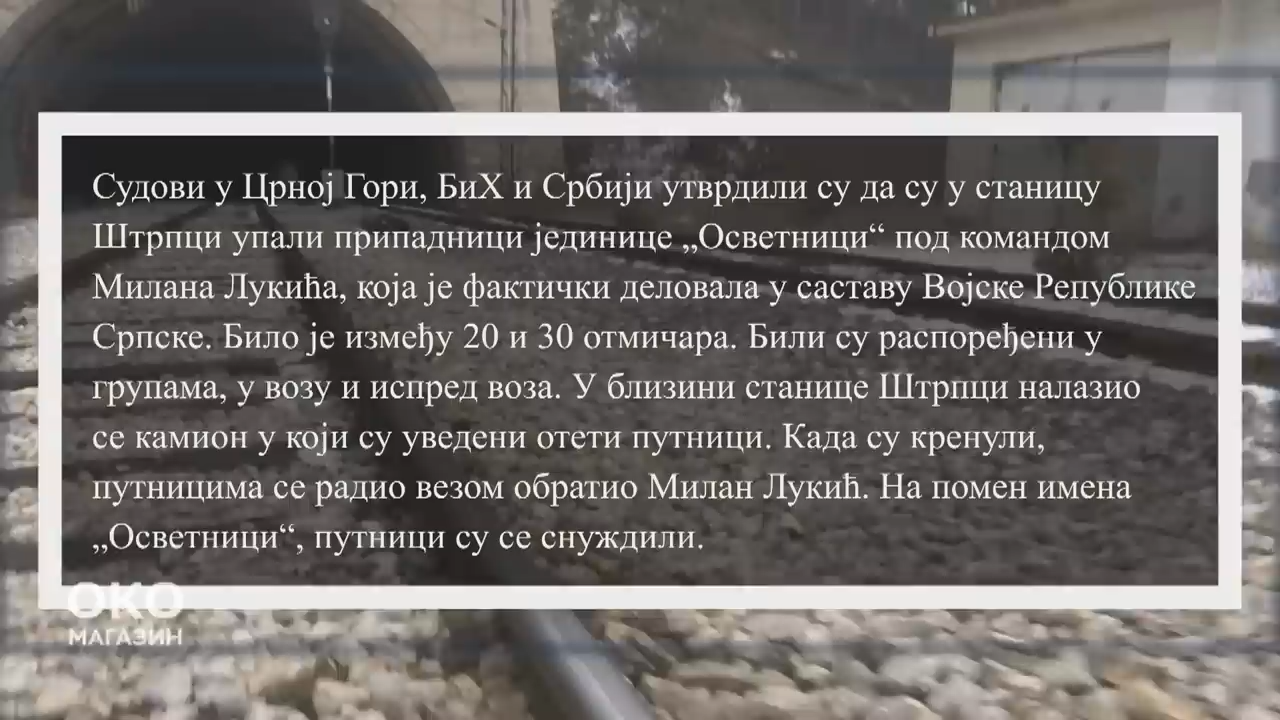 Судови у Црној Гори, БиХ и Србији утврдили су да су у станицу
Штрпци упали припадници јединице „Осветници“ под командом
Милана Лукића, која је фактички деловала у саставу Војске Републике
Српске. Било је између 20 и 30 отмичара. Били су распоређени у
групама, у возу и испред воза. У близини станице Штрпци налазио
се камион у који су уведени отети путници. Када су кренули,
путницима се радио везом обратио Милан Лукић. На помен имена
„Осветници“, путници су се снуждили.
ОКО
МАГАЗИН